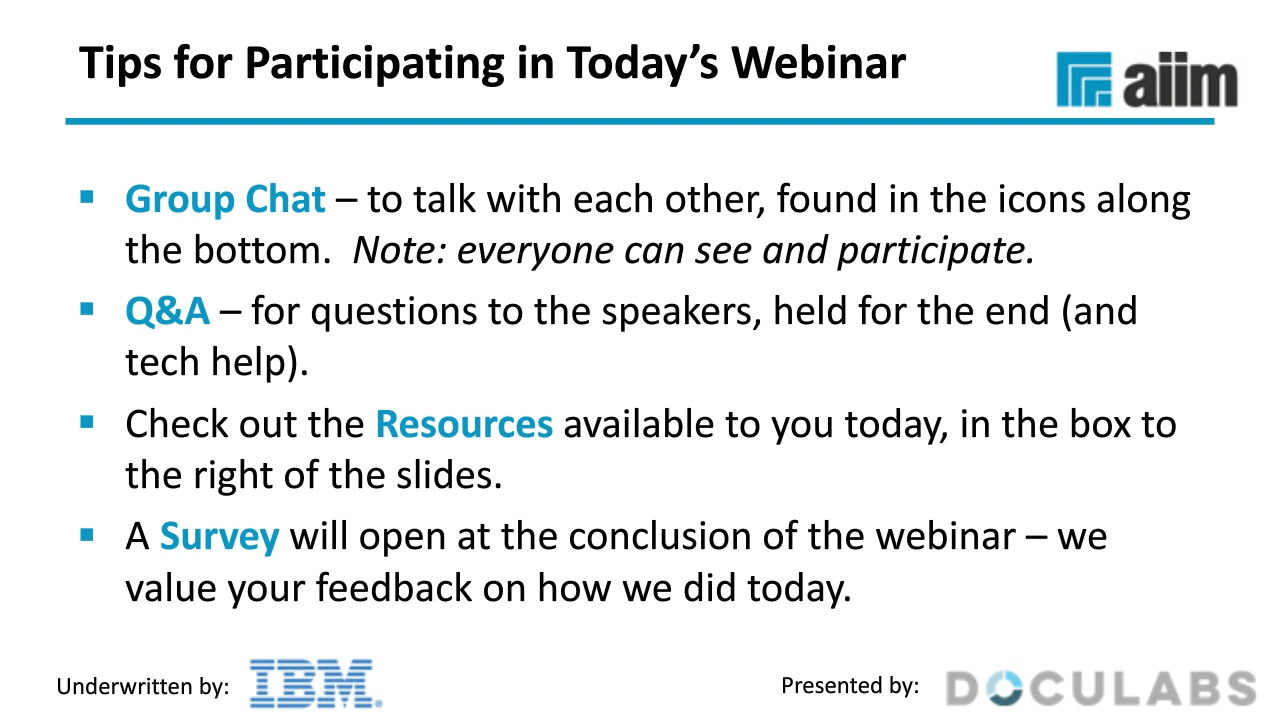 Tips for Participating in Today’s Webinar
aiim
▪ Group Chat – to talk with each other, found in the icons along
the bottom.  Note: everyone can see and participate.
▪ Q&A – for questions to the speakers, held for the end (and
tech help).
▪ Check out the Resources available to you today, in the box to
the right of the slides.
▪ A Survey will open at the conclusion of the webinar – we
value your feedback on how we did today.
Underwritten by: IBM®
Presented by: DOCULABS